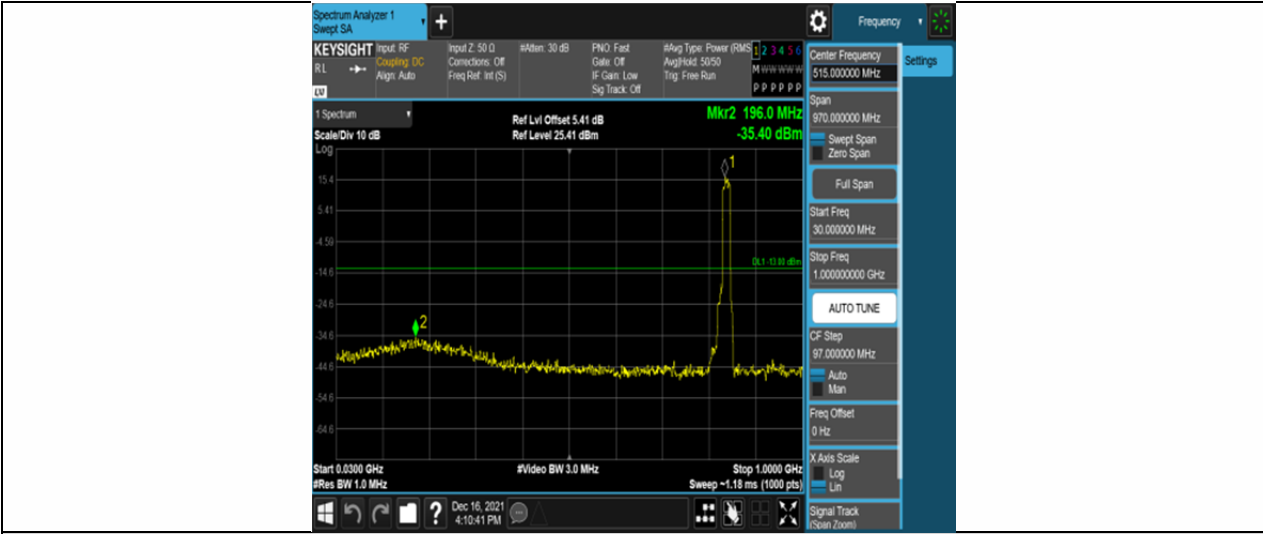 Spectrum Analyzer 1
Swept SA
Frequency
KEYSIGHT
RL
LV
Input: RF
Coupling: DC
Align: Auto
Input Z: 50 Ω
Corrections: Off
Freq Ref: Int (S)
#Atten: 30 dB
PNO: Fast
Gate: Off
IF Gain: Low
Sig Track: Off
#Avg Type: Power (RMS
Avg|Hold: 50/50
Trig: Free Run
1 2 3 4 5 6
M W W W W W
P P P P P P
1 Spectrum
Scale/Div 10 dB
Log
Ref Lvl Offset 5.41 dB
Ref Level 25.41 dBm
Mkr2 196.0 MHz
-35.40 dBm
15.4
5.41
-4.59
-14.6
-24.6
-34.6
-44.6
-54.6
-64.6
1
2
DL1 -13.00 dBm
Start 0.0300 GHz
#Res BW 1.0 MHz
#Video BW 3.0 MHz
Stop 1.0000 GHz
Sweep ~1.18 ms (1000 pts)
?
Dec 16, 2021
4:10:41 PM
Center Frequency
515.000000 MHz
Settings
Span
970.000000 MHz
Swept Span
Zero Span
Full Span
Start Freq
30.000000 MHz
Stop Freq
1.000000000 GHz
AUTO TUNE
CF Step
97.000000 MHz
Auto
Man
Freq Offset
0 Hz
X Axis Scale
Log
Lin
Signal Track
(Span Zoom)